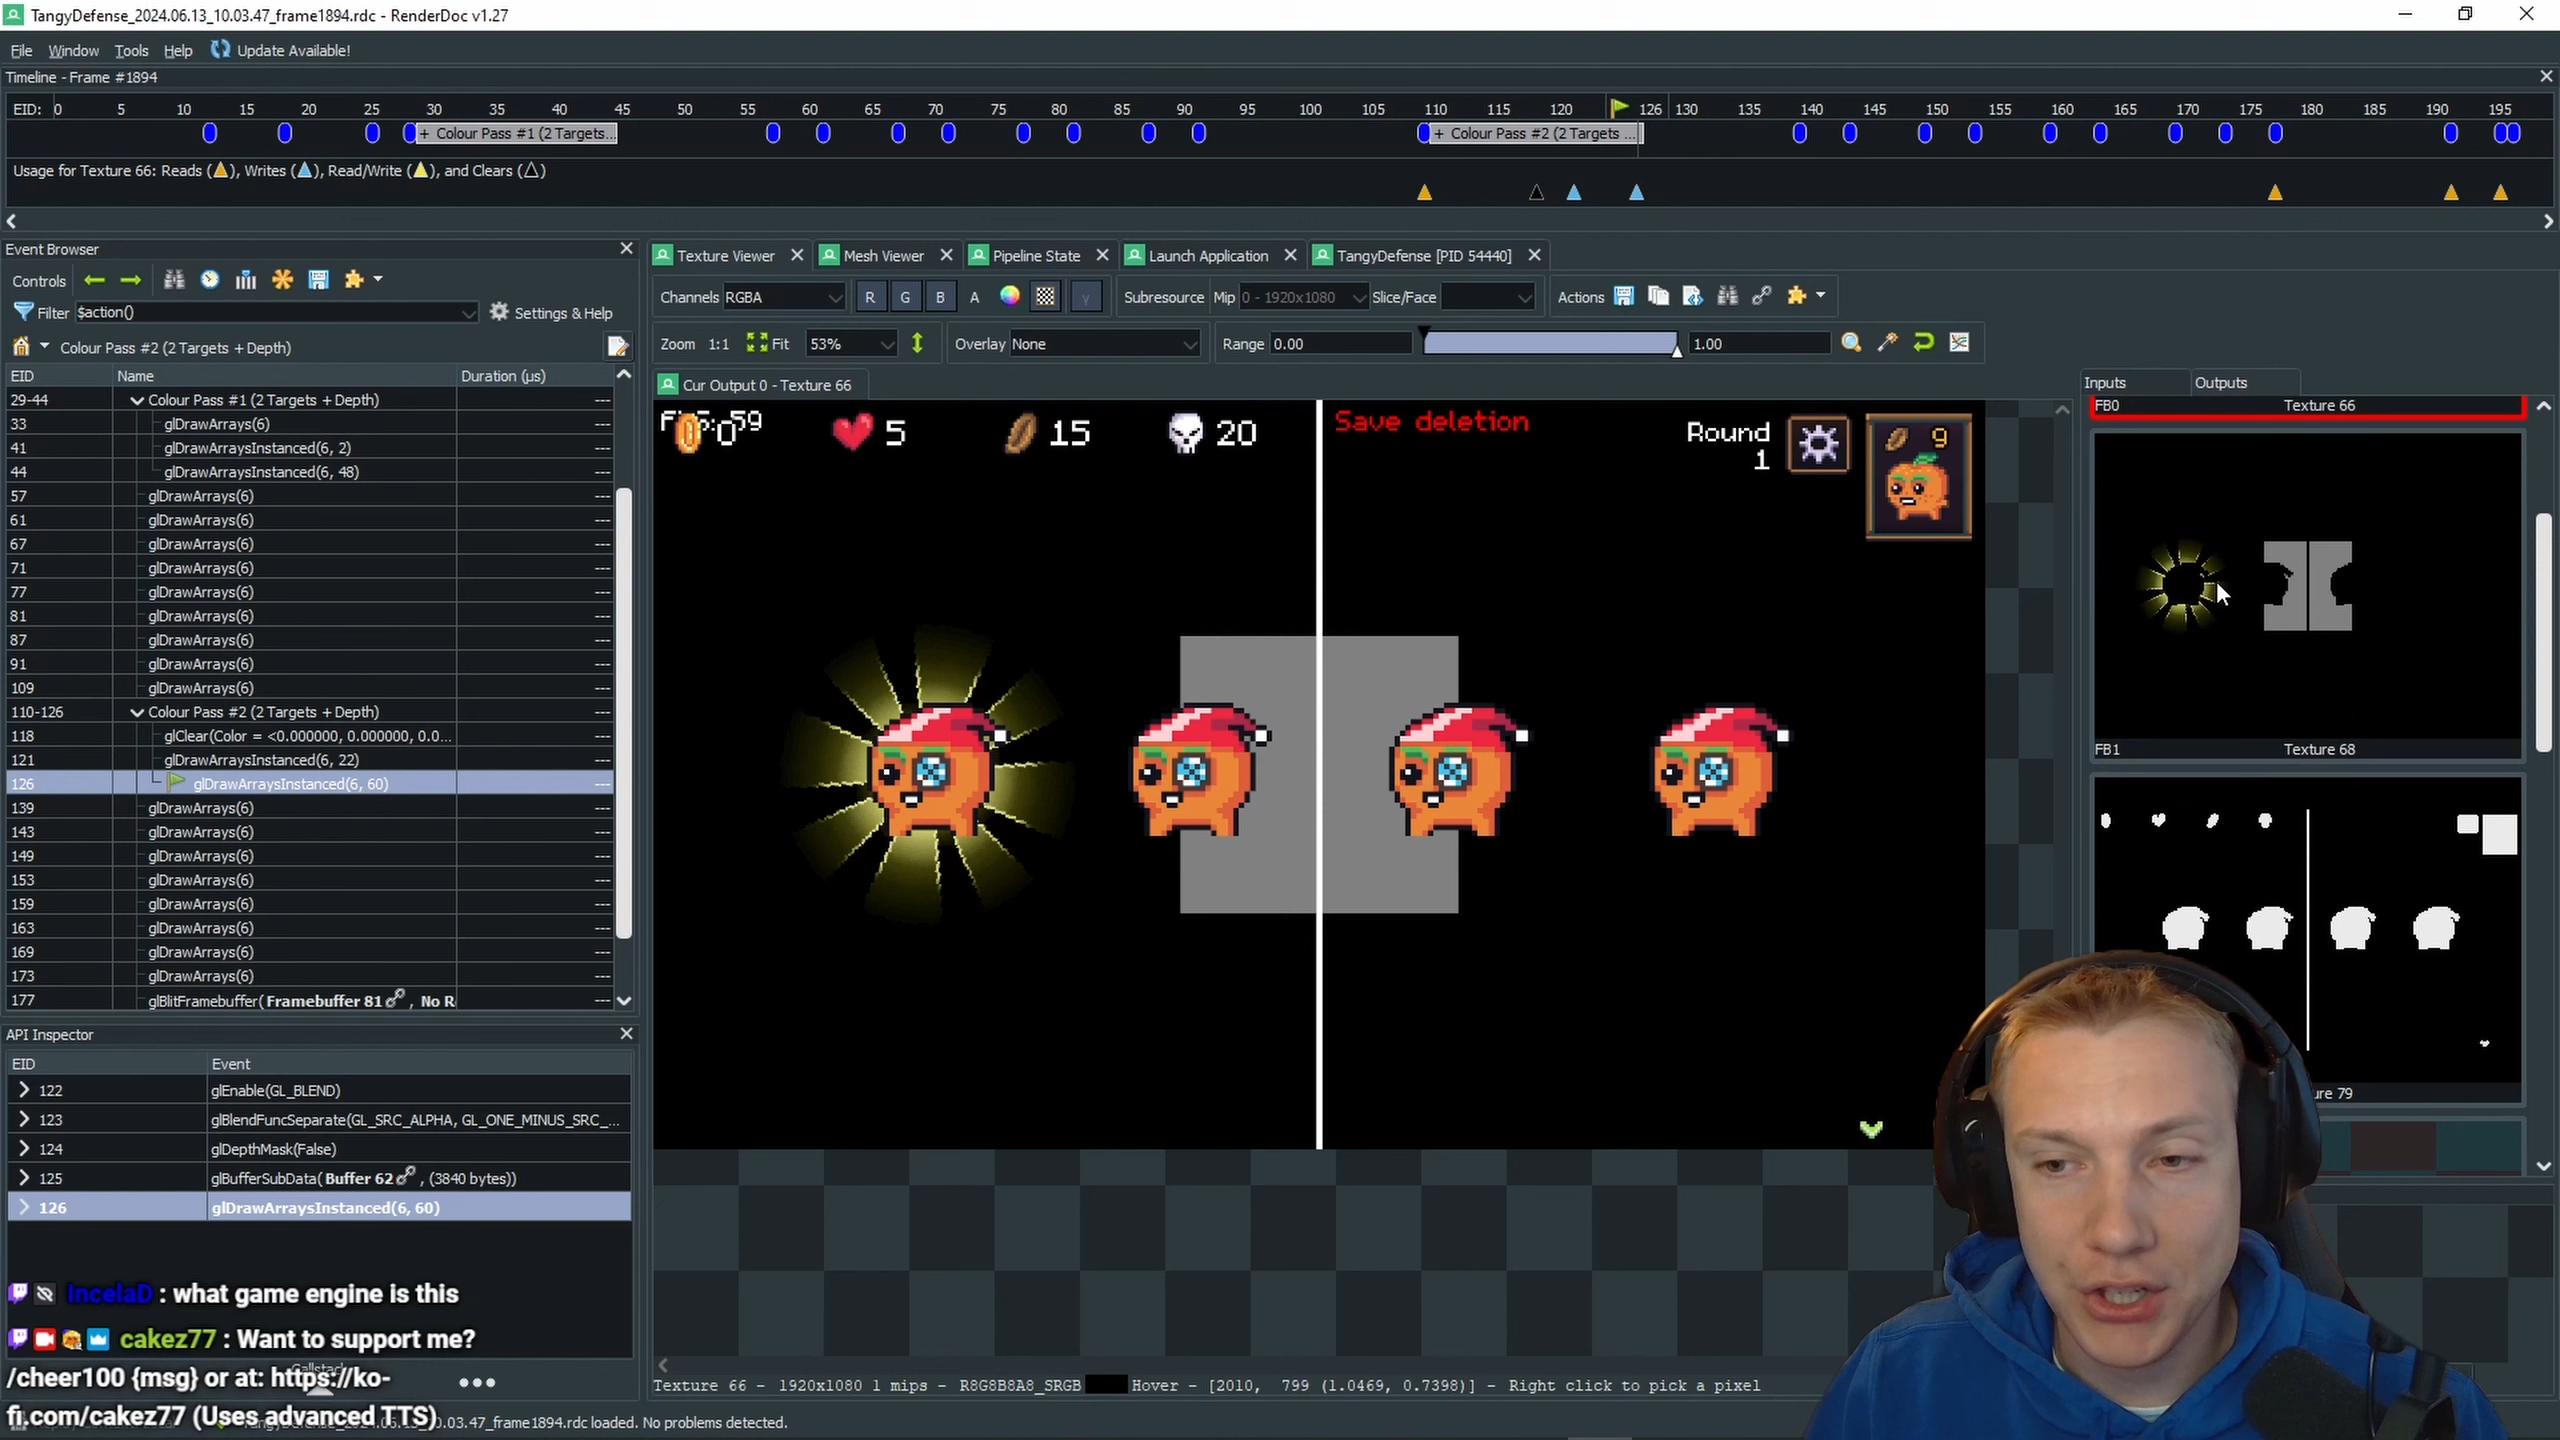 TangyDefense_2024.06.13_10.03.47_frame1894.rdc - RenderDoc v1.27
File Window Tools Help Update Available!
Timeline - Frame #1894
EID: 0 5 10 15 20 25 30 35 40 45 50 55 60 65 70 75 80 85 90 95 100 105 110 115 120 126 130 135 140 145 150 155 160 165 170 175 180 185 190 195
+ Colour Pass #1 (2 Targets... + Colour Pass #2 (2 Targets ...
Usage for Texture 66: Reads (▲), Writes (▲), Read/Write (▲), and Clears (△)
Event Browser
Controls
Filter $action() Settings & Help
Colour Pass #2 (2 Targets + Depth)
EID Name Duration (µs)
29-44 Colour Pass #1 (2 Targets + Depth) ---
33 glDrawArrays(6) ---
41 glDrawArraysInstanced(6, 2) ---
44 glDrawArraysInstanced(6, 48) ---
57 glDrawArrays(6) ---
61 glDrawArrays(6) ---
67 glDrawArrays(6) ---
71 glDrawArrays(6) ---
77 glDrawArrays(6) ---
81 glDrawArrays(6) ---
87 glDrawArrays(6) ---
91 glDrawArrays(6) ---
109 glDrawArrays(6) ---
110-126 Colour Pass #2 (2 Targets + Depth) ---
118 glClear(Color = <0.000000, 0.000000, 0.0... ---
121 glDrawArraysInstanced(6, 22) ---
126 glDrawArraysInstanced(6, 60) ---
139 glDrawArrays(6) ---
143 glDrawArrays(6) ---
149 glDrawArrays(6) ---
153 glDrawArrays(6) ---
159 glDrawArrays(6) ---
163 glDrawArrays(6) ---
169 glDrawArrays(6) ---
173 glDrawArrays(6) ---
177 glBlitFramebuffer( Framebuffer 81 , No R ---
API Inspector
EID Event
122 glEnable(GL_BLEND)
123 glBlendFuncSeparate(GL_SRC_ALPHA, GL_ONE_MINUS_SRC_...
124 glDepthMask(False)
125 glBufferSubData( Buffer 62 , (3840 bytes))
126 glDrawArraysInstanced(6, 60)
IncelaD : what game engine is this
cakez77 : Want to support me?
/cheer100 {msg} or at: https://ko-
fi.com/cakez77 (Uses advanced TTS)
Callstack
.03.47_frame1894.rdc loaded. No problems detected.
Texture Viewer Mesh Viewer Pipeline State Launch Application TangyDefense [PID 54440]
Channels RGBA R G B A γ Subresource Mip 0 - 1920x1080 Slice/Face Actions
Zoom 1:1 Fit 53% Overlay None Range 0.00 1.00
Cur Output 0 - Texture 66
0 5 15 20 Save deletion Round 9
1
Texture 66 - 1920x1080 1 mips - R8G8B8A8_SRGB Hover - [2010, 799 (1.0469, 0.7398)] - Right click to pick a pixel
Inputs Outputs
FB0 Texture 66
FB1 Texture 68
ure 79